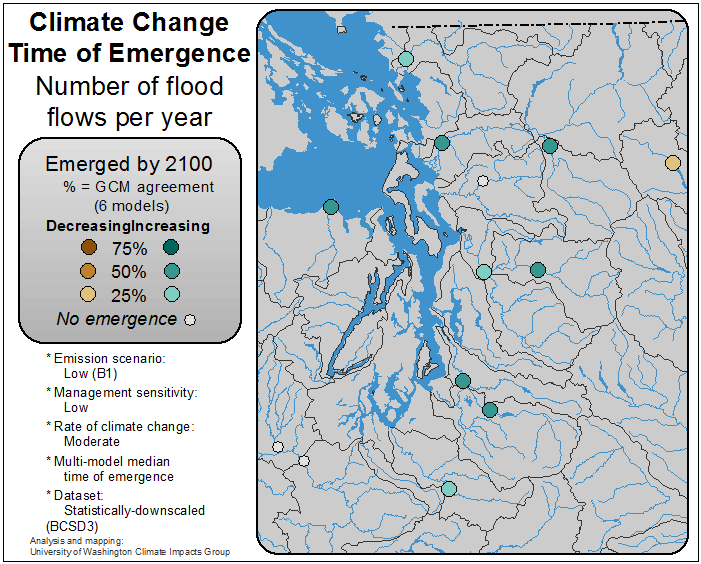 Climate Change
Time of Emergence
Number of flood
flows per year
Emerged by 2100
% = GCM agreement
(6 models)
DecreasingIncreasing
75%
50%
25%
No emergence
* Emission scenario:
Low (B1)
* Management sensitivity:
Low
* Rate of climate change:
Moderate
* Multi-model median
time of emergence
* Dataset:
Statistically-downscaled
(BCSD3)
Analysis and mapping:
University of Washington Climate Impacts Group